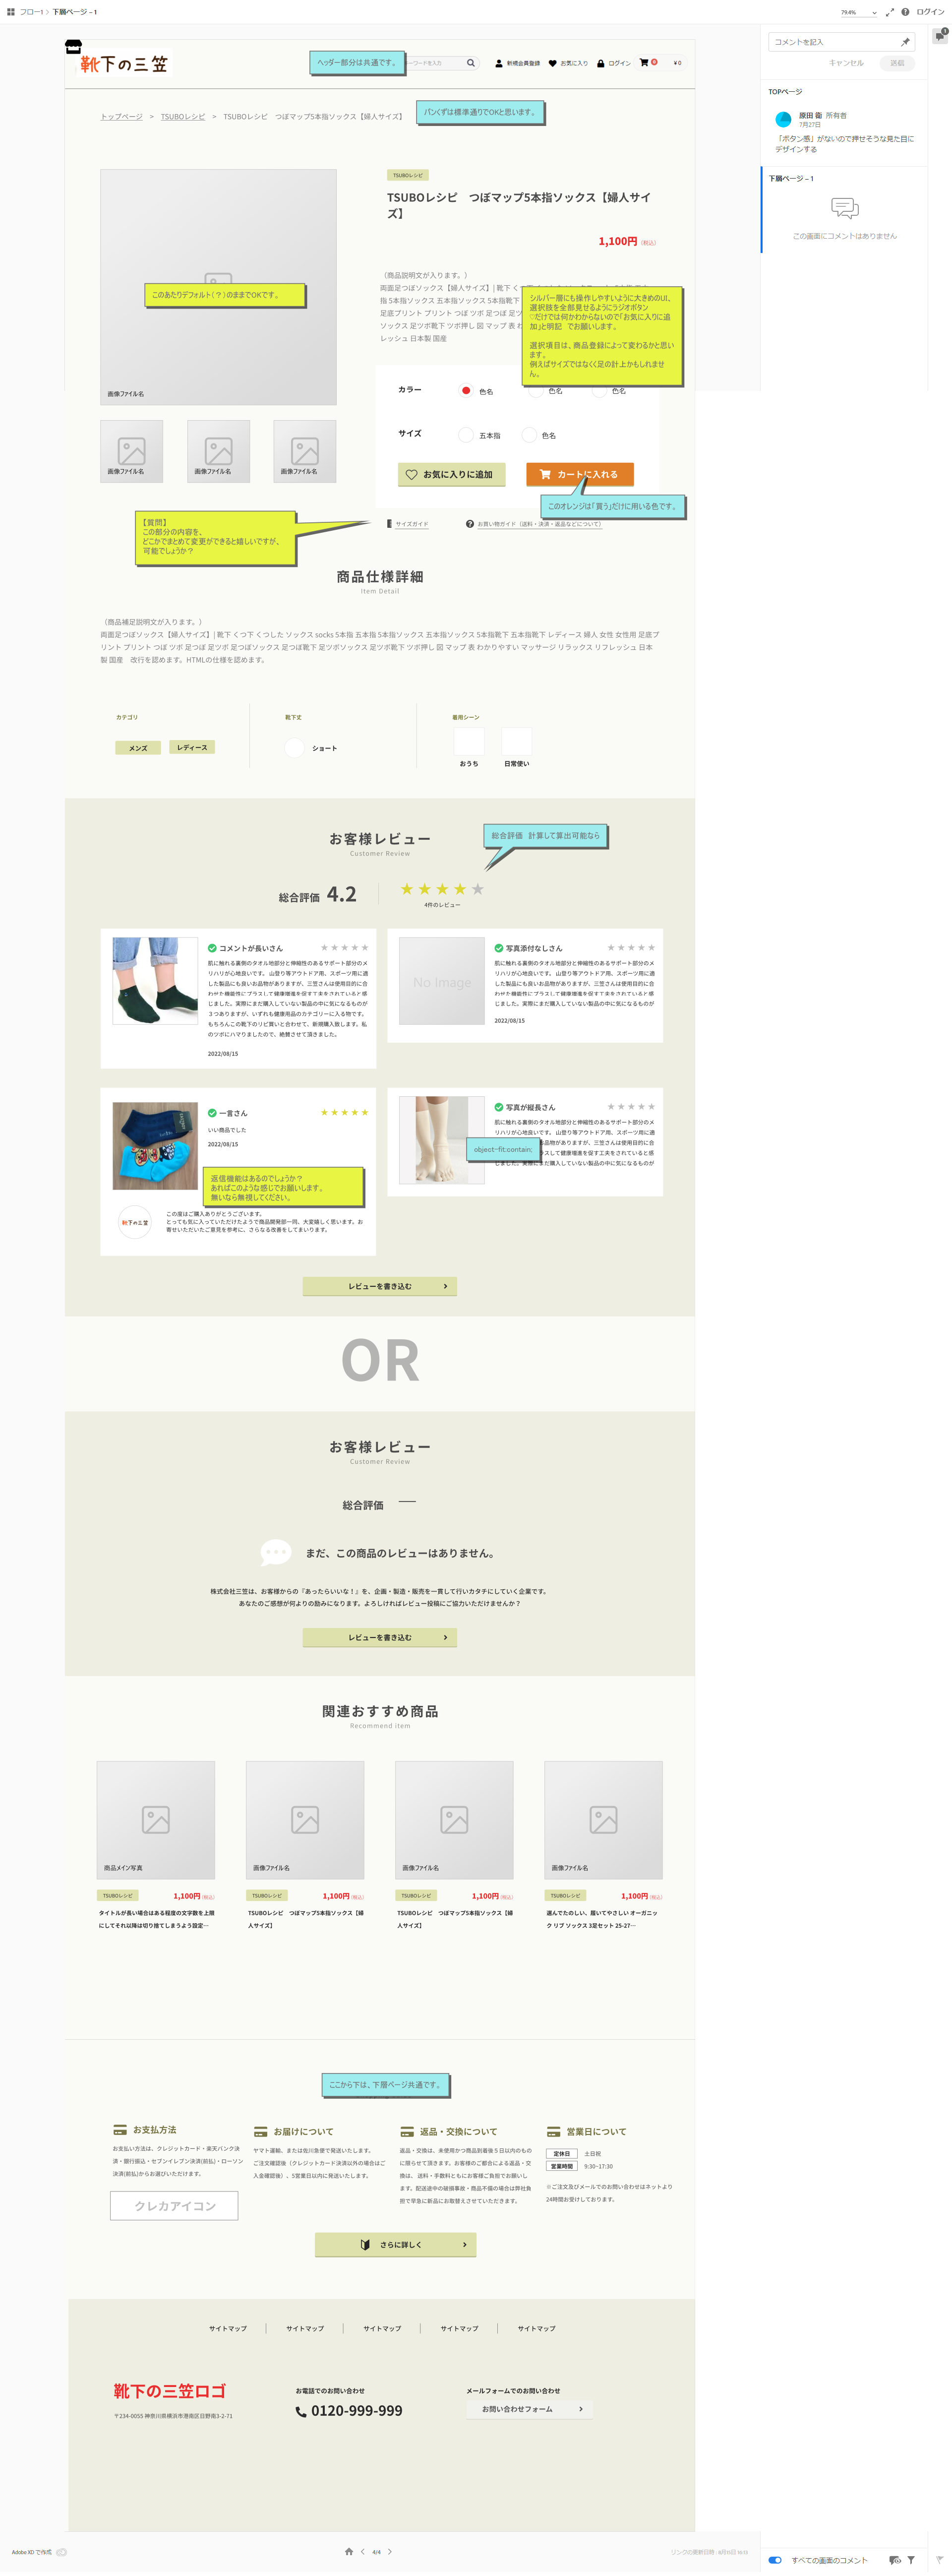 フロー1 > 下層ページ – 1
79.4%
ログイン
靴下の三笠
ヘッダー部分は共通です。
新規会員登録
お気に入り
ログイン
0
¥ 0
トップページ > TSUBOレシピ > TSUBOレシピ つぼマップ5本指ソックス【婦人サイズ】
パンくずは標準通りでOKと思います。
コメントを記入
キャンセル
送信
TOPページ
原田 衛 所有者
7月27日
「ボタン感」がないので押せそうな見た目にデザインする
下層ページ – 1
この画面にコメントはありません
このあたりデフォルト（？）のままでOKです。
画像ファイル名
画像ファイル名
画像ファイル名
画像ファイル名
TSUBOレシピ
TSUBOレシピ つぼマップ5本指ソックス【婦人サイ
ズ】
1,100円 (税込)
（商品説明文が入ります。）
両面足つぼソックス【婦人サイズ】| 靴下
指 5本指ソックス 五本指ソックス 5本指靴下
足底プリント プリント つぼ ツボ 足つぼ 足ツ
ソックス 足ツボ靴下 ツボ押し 図 マップ 表
レッシュ 日本製 国産
シルバー層にも操作しやすいように大きめのUI、
選択肢を全部見せるようにラジオボタン
♡だけでは何かわからないので「お気に入りに追
加」と明記 でお願いします。
選択項目は、商品登録によって変わるかと思い
ます。
例えばサイズではなく足の計上かもしれませ
ん。
カラー
色名
色名
色名
サイズ
五本指
色名
お気に入りに追加
カートに入れる
このオレンジは「買う」だけに用いる色です。
サイズガイド
お買い物ガイド（送料・決済・返品などについて）
【質問】
この部分の内容を、
どこかでまとめて変更ができると嬉しいですが、
可能でしょうか？
商品仕様詳細
Item Detail
（商品補足説明文が入ります。）
両面足つぼソックス【婦人サイズ】| 靴下 くつ下 くつした ソックス socks 5本指 五本指 5本指ソックス 五本指ソックス 5本指靴下 五本指靴下 レディース 婦人 女性 女性用 足底プ
リント プリント つぼ ツボ 足つぼ 足ツボ 足つぼソックス 足つぼ靴下 足ツボソックス 足ツボ靴下 ツボ押し 図 マップ 表 わかりやすい マッサージ リラックス リフレッシュ 日本
製 国産 改行を認めます。HTMLの仕様を認めます。
カテゴリ
メンズ
レディース
靴下丈
ショート
着用シーン
おうち
日常使い
お客様レビュー
Customer Review
総合評価 計算して算出可能なら
総合評価 4.2
4件のレビュー
コメントが長いさん
肌に触れる裏側のタオル地部分と伸縮性のあるサポート部分のメ
リハリが心地良いです。 山登り等アウトドア用、スポーツ用に適
した製品にも良いお品物がありますが、三笠さんは使用目的に合
わせた機能性にプラスして健康増進を促す工夫をされていると感
じました。実際にまだ購入していない製品の中に気になるものが
３つありますが、いずれも健康用品のカテゴリーに入る物です。
もちろんこの靴下のリピ買いと合わせて、新規購入致します。私
のツボにハマりましたので、絶賛させて頂きました。
2022/08/15
No Image
写真添付なしさん
肌に触れる裏側のタオル地部分と伸縮性のあるサポート部分のメ
リハリが心地良いです。 山登り等アウトドア用、スポーツ用に適
した製品にも良いお品物がありますが、三笠さんは使用目的に合
わせた機能性にプラスして健康増進を促す工夫をされていると感
じました。実際にまだ購入していない製品の中に気になるものが
2022/08/15
一言さん
いい商品でした
2022/08/15
返信機能はあるのでしょうか？
あればこのような感じでお願いします。
無いなら無視してください。
靴下の三笠
この度はご購入ありがとうございます。
とっても気に入っていただけたようで商品開発部一同、大変嬉しく思います。お
寄せいただいたご意見を参考に、さらなる改善をしてまいります。
写真が縦長さん
肌に触れる裏側のタオル地部分と伸縮性のあるサポート部分のメ
リハリが心地良いです。 山登り等アウトドア用、スポーツ用に適
品物がありますが、三笠さんは使用目的に合
スして健康増進を促す工夫をされていると感
じました。実際にまだ購入していない製品の中に気になるものが
object-fit:contain;
レビューを書き込む
OR
お客様レビュー
Customer Review
総合評価 —
まだ、この商品のレビューはありません。
株式会社三笠は、お客様からの『あったらいいな！』を、企画・製造・販売を一貫して行いカタチにしていく企業です。
あなたのご感想が何よりの励みになります。よろしければレビュー投稿にご協力いただけませんか？
レビューを書き込む
関連おすすめ商品
Recommend item
商品メイン写真
画像ファイル名
画像ファイル名
画像ファイル名
TSUBOレシピ 1,100円 (税込)
タイトルが長い場合はある程度の文字数を上限
にしてそれ以降は切り捨てしまうよう設定…
TSUBOレシピ 1,100円 (税込)
TSUBOレシピ つぼマップ5本指ソックス【婦
人サイズ】
TSUBOレシピ 1,100円 (税込)
TSUBOレシピ つぼマップ5本指ソックス【婦
人サイズ】
TSUBOレシピ 1,100円 (税込)
選んでたのしい、履いてやさしい オーガニッ
ク リブ ソックス 3足セット 25-27…
ここから下は、下層ページ共通です。
お支払方法
お支払い方法は、クレジットカード・楽天バンク決
済・銀行振込・セブンイレブン決済(前払)・ローソン
決済(前払)からお選びいただけます。
クレカアイコン
お届けについて
ヤマト運輸、または佐川急便で発送いたします。
ご注文確認後（クレジットカード決済以外の場合はご
入金確認後）、5営業日以内に発送いたします。
返品・交換について
返品・交換は、未使用かつ商品到着後５日以内のもの
に限らせて頂きます。お客様のご都合による返品・交
換は、 送料・手数料ともにお客様ご負担でお願いし
ます。配送途中の破損事故・商品不備の場合は弊社負
担で早急に新品にお取替えさせていただきます。
営業日について
定休日 土日祝
営業時間 9:30~17:30
※ご注文及びメールでのお問い合わせはネットより
24時間お受けしております。
さらに詳しく
サイトマップ
サイトマップ
サイトマップ
サイトマップ
サイトマップ
靴下の三笠ロゴ
〒234-0055 神奈川県横浜市港南区日野南3-2-71
お電話でのお問い合わせ
0120-999-999
メールフォームでのお問い合わせ
お問い合わせフォーム
Adobe XD で作成
4/4
すべての画面のコメント